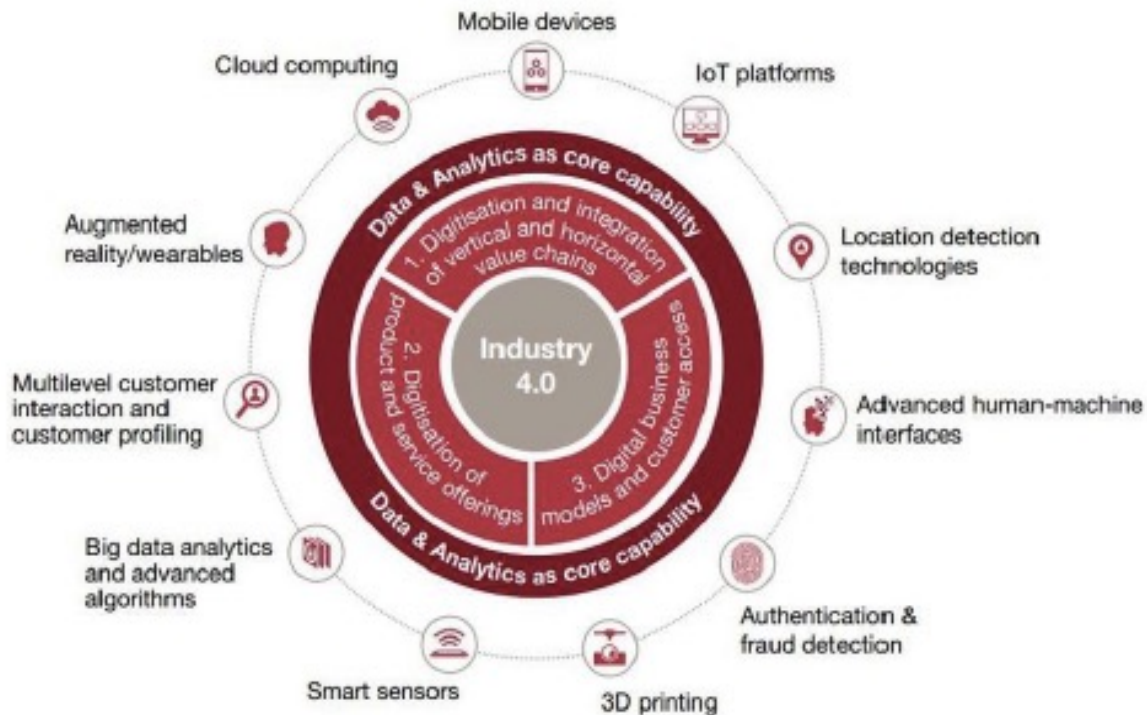 Mobile devices
Cloud computing
IoT platforms
Data & Analytics as core capability
1. Digitisation and integration
of vertical and horizontal
value chains
Augmented
reality/wearables
Location detection
technologies
Industry
4.0
2. Digitisation of
product and service offerings
3. Digital business
models and customer access
Multilevel customer
interaction and
customer profiling
Advanced human-machine
interfaces
Data & Analytics as core capability
Big data analytics
and advanced
algorithms
Authentication &
fraud detection
Smart sensors
3D printing